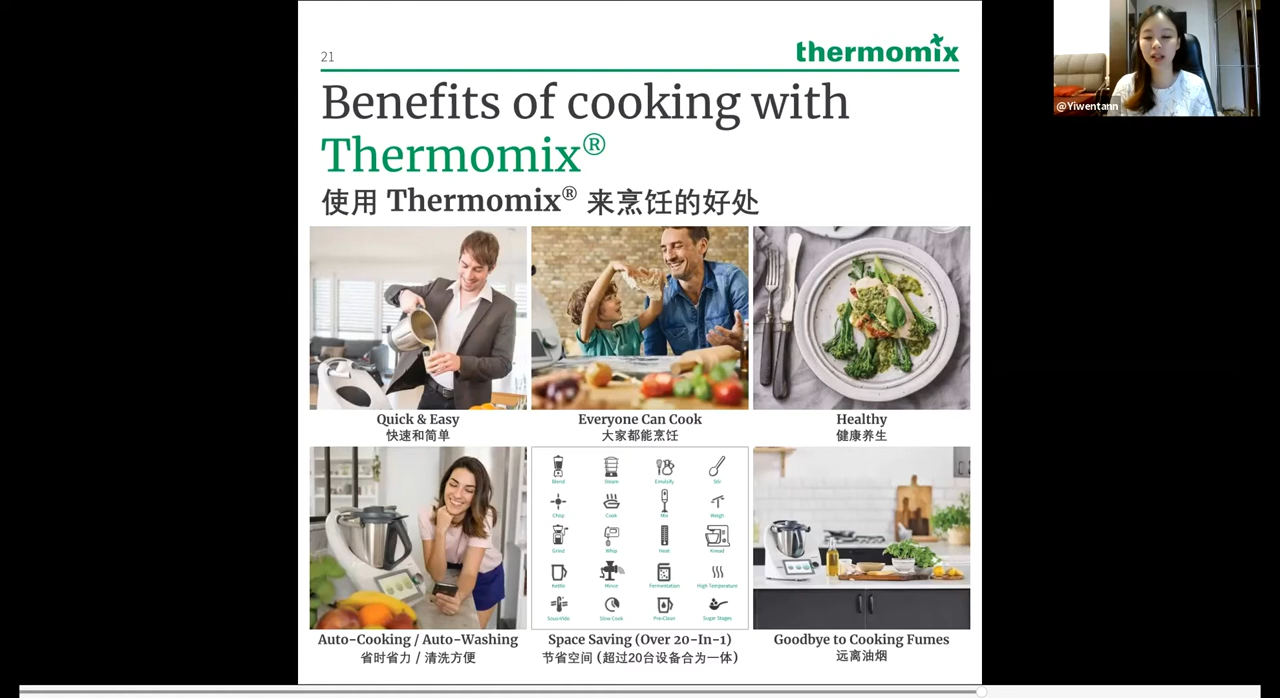 21
thermomix
@Yiwentann
Benefits of cooking with
Thermomix®
使用 Thermomix® 来烹饪的好处
Quick & Easy
快速和简单
Everyone Can Cook
大家都能烹饪
Healthy
健康养生
Blend
Steam
Emulsify
Stir
Chop
Cook
Mix
Weigh
Grind
Whip
Heat
Knead
Kettle
Mince
Fermentation
High Temperature
Sous-Vide
Slow Cook
Pre-Clean
Sugar Stages
Auto-Cooking / Auto-Washing
省时省力 / 清洗方便
Space Saving (Over 20-In-1)
节省空间 (超过20台设备合为一体)
Goodbye to Cooking Fumes
远离油烟